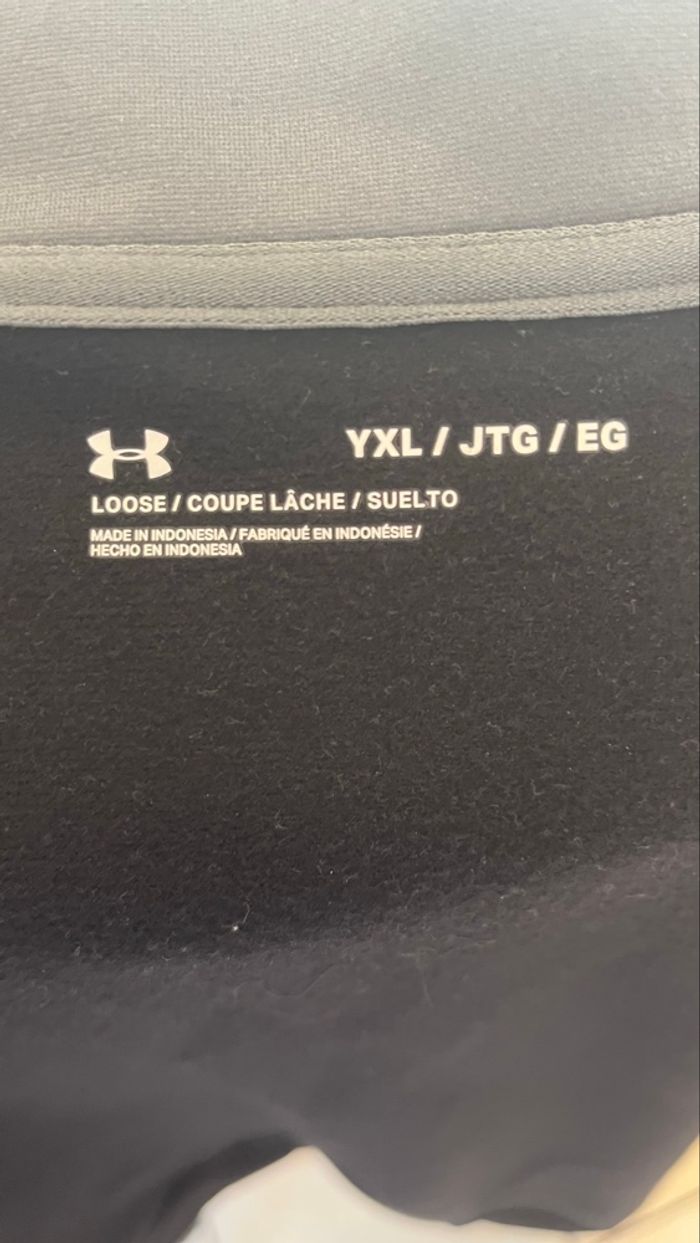 YXL / JTG / EG
LOOSE / COUPE LÂCHE / SUELTO
MADE IN INDONESIA / FABRIQUÉ EN INDONÉSIE /
HECHO EN INDONESIA